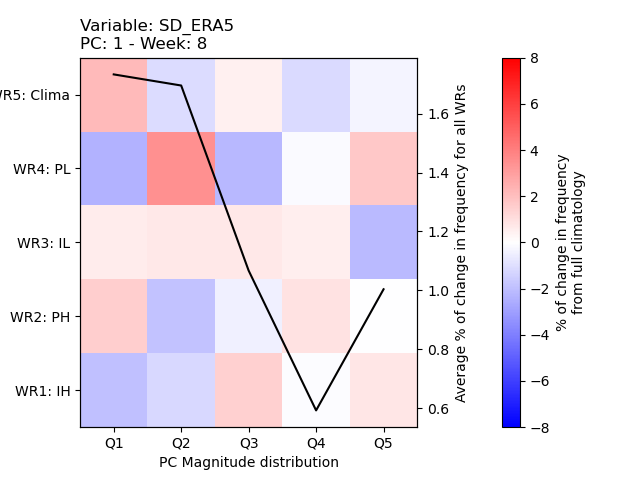 Variable: SD_ERA5
PC: 1 - Week: 8
WR5: Clima
WR4: PL
WR3: IL
WR2: PH
WR1: IH
Q1 Q2 Q3 Q4 Q5
PC Magnitude distribution
1.6
1.4
1.2
1.0
0.8
0.6
Average % of change in frequency for all WRs
8
6
4
2
0
−2
−4
−6
−8
% of change in frequency
from full climatology